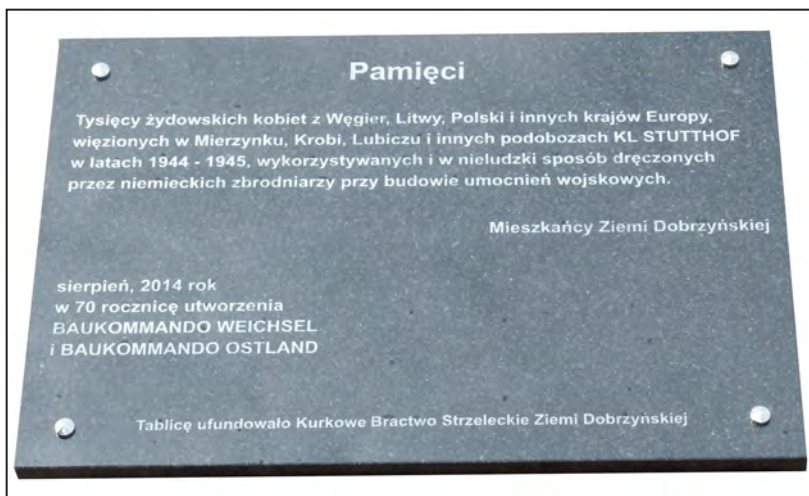 Pamięci
Tysięcy żydowskich kobiet z Węgier, Litwy, Polski i innych krajów Europy,
więzionych w Mierzynku, Krobi, Lubiczu i innych podobozach KL STUTTHOF
w latach 1944 - 1945, wykorzystywanych i w nieludzki sposób dręczonych
przez niemieckich zbrodniarzy przy budowie umocnień wojskowych.
Mieszkańcy Ziemi Dobrzyńskiej
sierpień, 2014 rok
w 70 rocznicę utworzenia
BAUKOMMANDO WEICHSEL
i BAUKOMMANDO OSTLAND
Tablicę ufundowało Kurkowe Bractwo Strzeleckie Ziemi Dobrzyńskiej